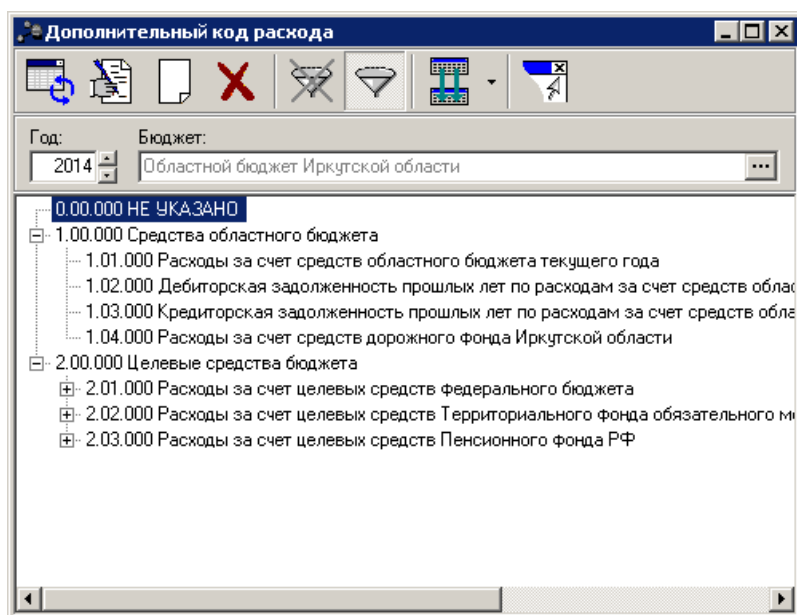 Дополнительный код расхода
Год: Бюджет:
2014 Областной бюджет Иркутской области ...
0.00.000 НЕ УКАЗАНО
1.00.000 Средства областного бюджета
1.01.000 Расходы за счет средств областного бюджета текущего года
1.02.000 Дебиторская задолженность прошлых лет по расходам за счет средств облас
1.03.000 Кредиторская задолженность прошлых лет по расходам за счет средств обла
1.04.000 Расходы за счет средств дорожного фонда Иркутской области
2.00.000 Целевые средства бюджета
2.01.000 Расходы за счет целевых средств федерального бюджета
2.02.000 Расходы за счет целевых средств Территориального фонда обязательного м
2.03.000 Расходы за счет целевых средств Пенсионного фонда РФ